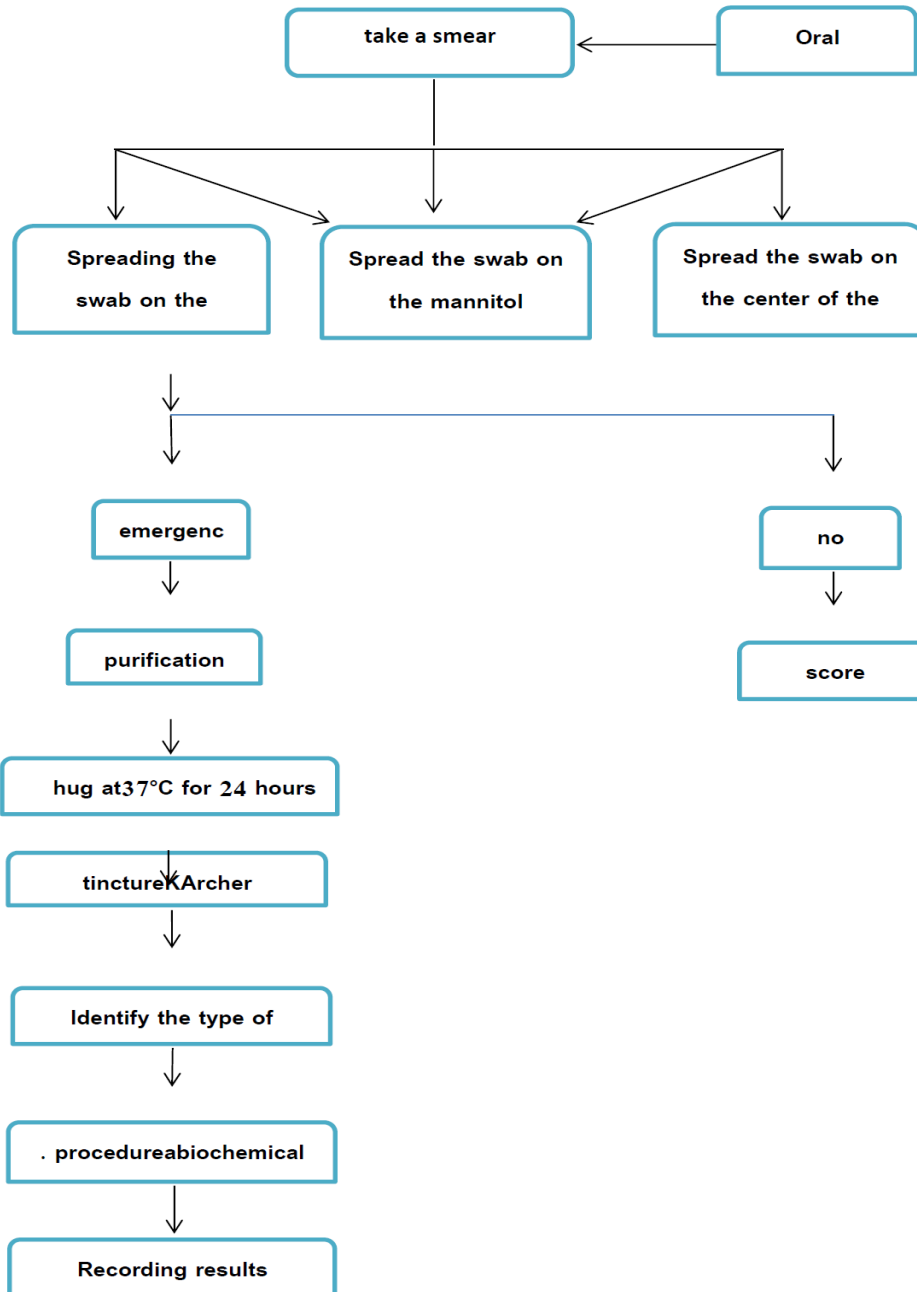 take a smear
Oral
Spreading the
swab on the
Spread the swab on
the mannitol
Spread the swab on
the center of the
emergenc
no
purification
score
hug at37°C for 24 hours
tinctureKArcher
Identify the type of
. procedureabiochemical
Recording results